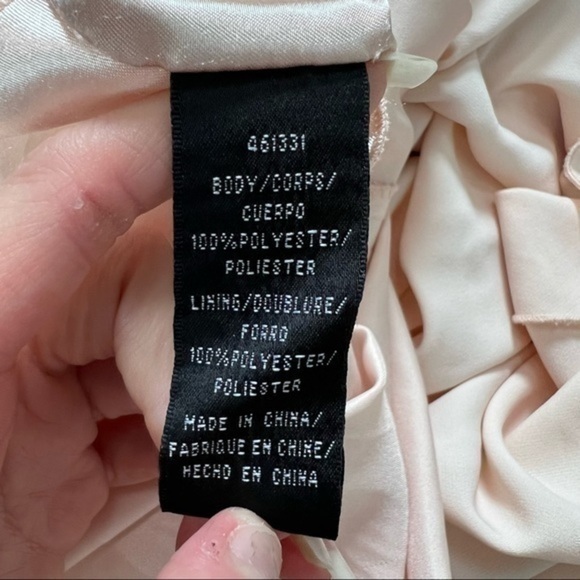 461331
BODY/CORPS/
CUERPO
100%POLYESTER/
POLIESTER
LINING/DOUBLURE/
FORRO
100%POLYESTER/
POLIESTER
MADE IN CHINA/
FABRIQUE EN CHINE/
HECHO EN CHINA